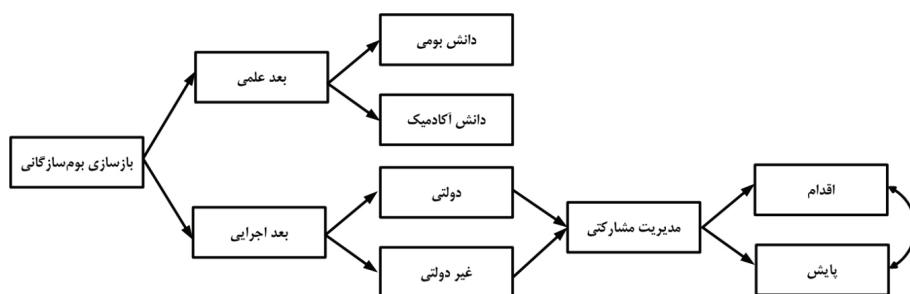 دانش بومی
بعد علمی
دانش آکادمیک
بازسازی بوم‌سازگانی
دولتی
اقدام
بعد اجرایی
مدیریت مشارکتی
غیر دولتی
پایش